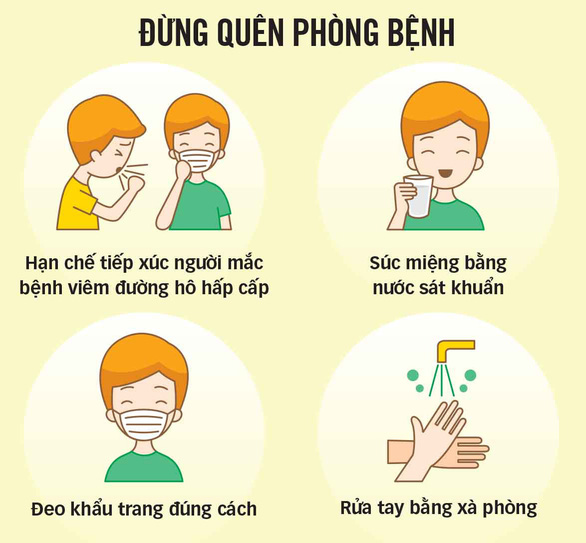 ĐỪNG QUÊN PHÒNG BỆNH
Hạn chế tiếp xúc người mắc
bệnh viêm đường hô hấp cấp
Súc miệng bằng
nước sát khuẩn
Đeo khẩu trang đúng cách
Rửa tay bằng xà phòng